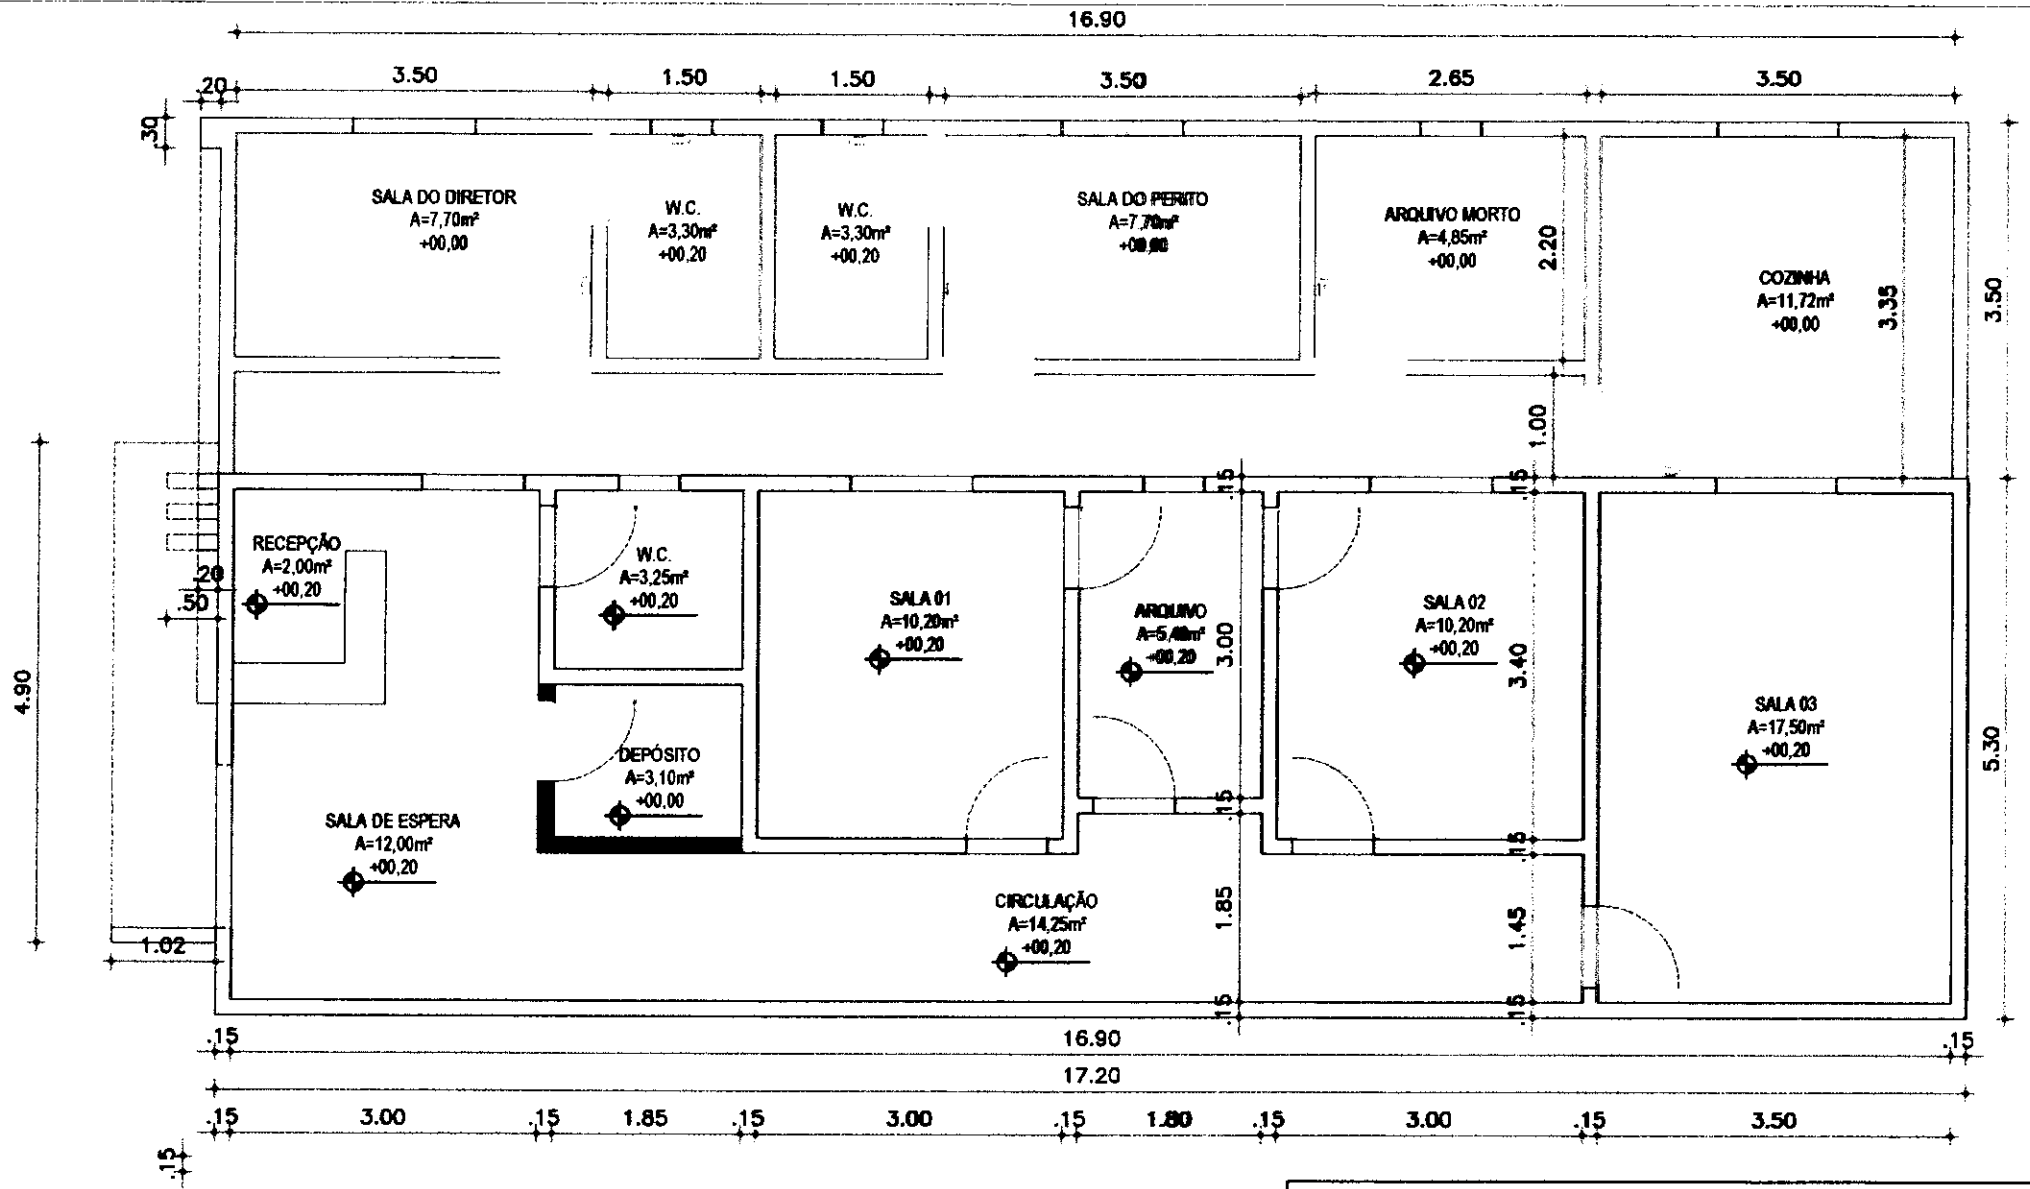 16.90
.20
3.50
1.50
1.50
3.50
2.65
3.50
.30
SALA DO DIRETOR
A=7,70m²
+00,00
W.C.
A=3,30m²
+00,20
W.C.
A=3,30m²
+00,20
SALA DO PERITO
A=7,70m²
+00,00
ARQUIVO MORTO
A=4,85m²
+00,00
2.20
COZINHA
A=11,72m²
+00,00
3.35
3.50
1.00
.15
.15
RECEPÇÃO
A=2,00m²
+00,20
.20
.50
W.C.
A=3,25m²
+00,20
SALA 01
A=10,20m²
+00,20
ARQUIVO
A=5,40m²
+00,20
3.00
SALA 02
A=10,20m²
+00,20
3.40
4.90
SALA 03
A=17,50m²
+00,20
5.30
DEPÓSITO
A=3,10m²
+00,00
.15
.15
SALA DE ESPERA
A=12,00m²
+00,20
CIRCULAÇÃO
A=14,25m²
+00,20
1.85
1.45
1.02
.15
.15
.15
16.90
.15
17.20
.15
3.00
.15
1.85
.15
3.00
.15
1.80
.15
3.00
.15
3.50
.15